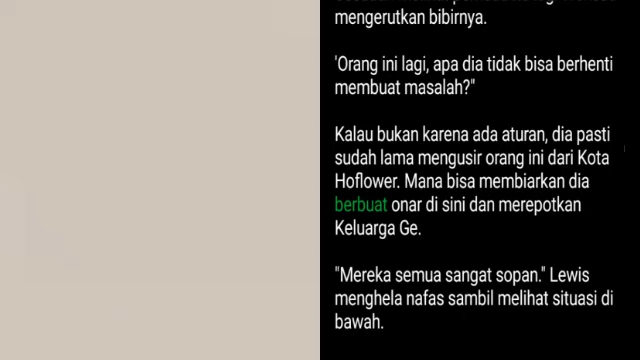 mengerutkan bibirnya.
'Orang ini lagi, apa dia tidak bisa berhenti
membuat masalah?"
Kalau bukan karena ada aturan, dia pasti
sudah lama mengusir orang ini dari Kota
Hoflower. Mana bisa membiarkan dia
berbuat onar di sini dan merepotkan
Keluarga Ge.
"Mereka semua sangat sopan." Lewis
menghela nafas sambil melihat situasi di
bawah.